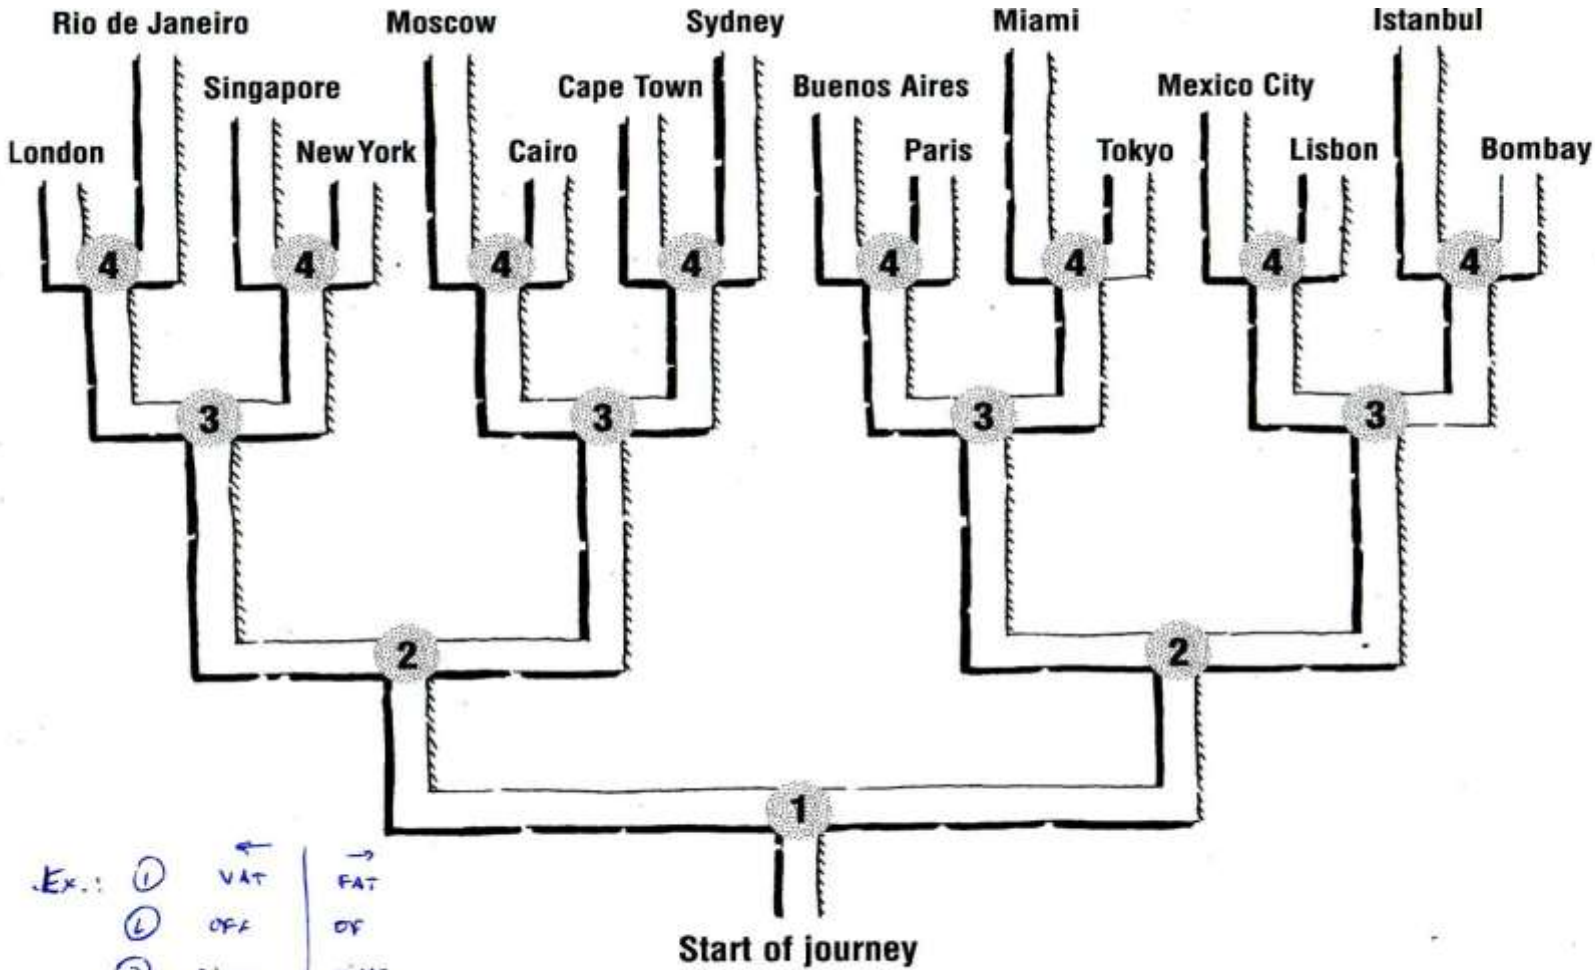 Rio de Janeiro Moscow Sydney Miami Istanbul
Singapore Cape Town Buenos Aires Mexico City
London New York Cairo Paris Tokyo Lisbon Bombay
4 4 4 4 4 4 4 4
3 3 3 3
2 2
1
Ex.: ① ← →
VAT FAT
OFF OF
Start of journey